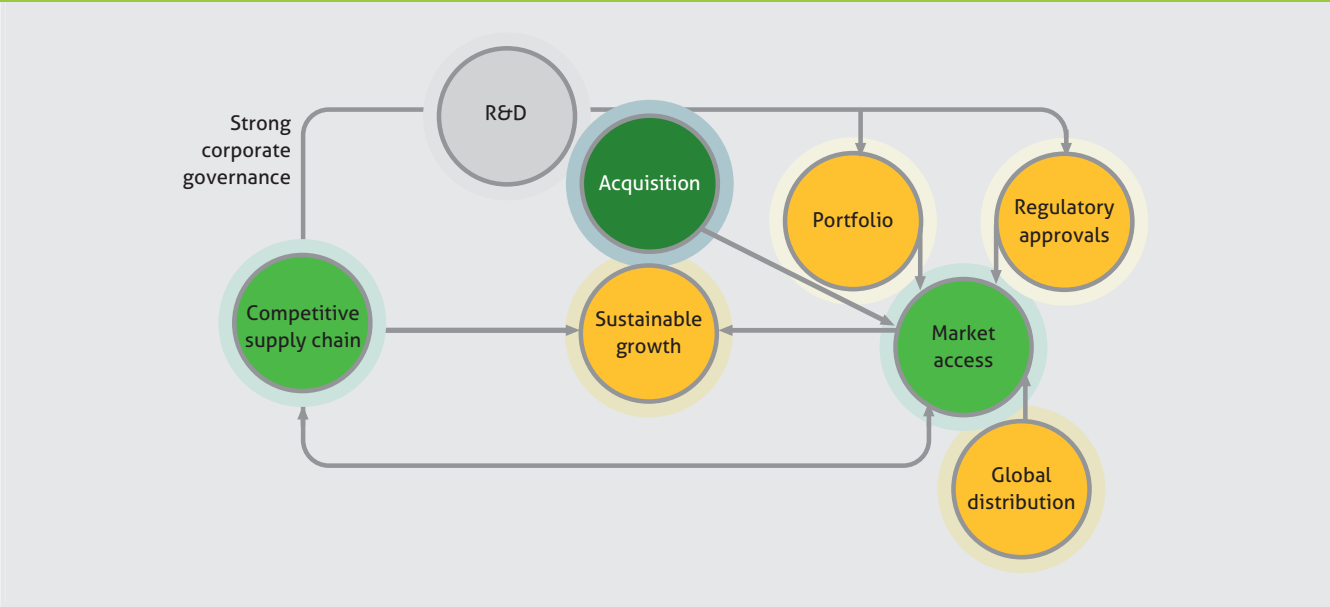 R&D
Strong
corporate
governance
Acquisition
Portfolio
Regulatory
approvals
Competitive
supply chain
Sustainable
growth
Market
access
Global
distribution